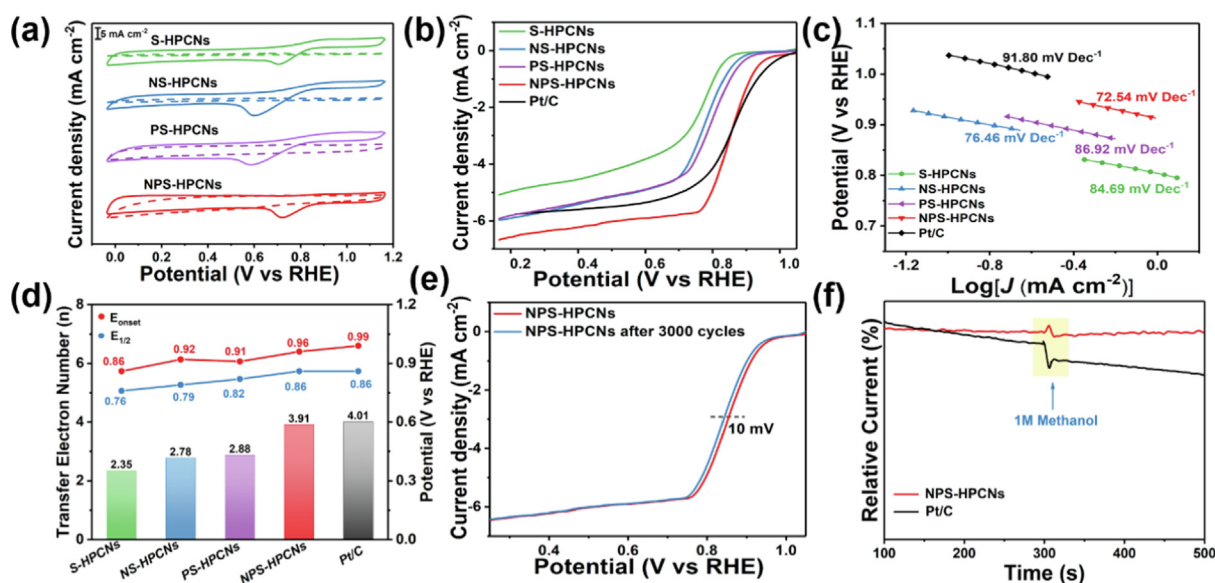 (a)
5 mA cm-2
S-HPCNs
NS-HPCNs
PS-HPCNs
NPS-HPCNs
Current density (mA cm-2)
0.0 0.2 0.4 0.6 0.8 1.0 1.2
Potential (V vs RHE)
(b)
S-HPCNs
NS-HPCNs
PS-HPCNs
NPS-HPCNs
Pt/C
Current density (mA cm-2)
0
-2
-4
-6
0.2 0.4 0.6 0.8 1.0
Potential (V vs RHE)
(c)
91.80 mV Dec-1
72.54 mV Dec-1
76.46 mV Dec-1
86.92 mV Dec-1
84.69 mV Dec-1
S-HPCNs
NS-HPCNs
PS-HPCNs
NPS-HPCNs
Pt/C
Potential (V vs RHE)
1.1
1.0
0.9
0.8
0.7
-1.2 -0.6 0.0
Log[J (mA cm-2)]
(d)
Eonset
E1/2
0.86 0.92 0.91 0.96 0.99
0.76 0.79 0.82 0.86 0.86
2.35 2.78 2.88 3.91 4.01
Transfer Electron Number (n)
8
6
4
2
0
Potential (V vs RHE)
1.2
0.9
0.6
0.3
0.0
S-HPCNs NS-HPCNs PS-HPCNs NPS-HPCNs Pt/C
(e)
NPS-HPCNs
NPS-HPCNs after 3000 cycles
10 mV
Current density (mA cm-2)
0
-2
-4
-6
0.4 0.6 0.8 1.0
Potential (V vs RHE)
(f)
1M Methanol
NPS-HPCNs
Pt/C
Relative Current (%)
100 200 300 400 500
Time (s)